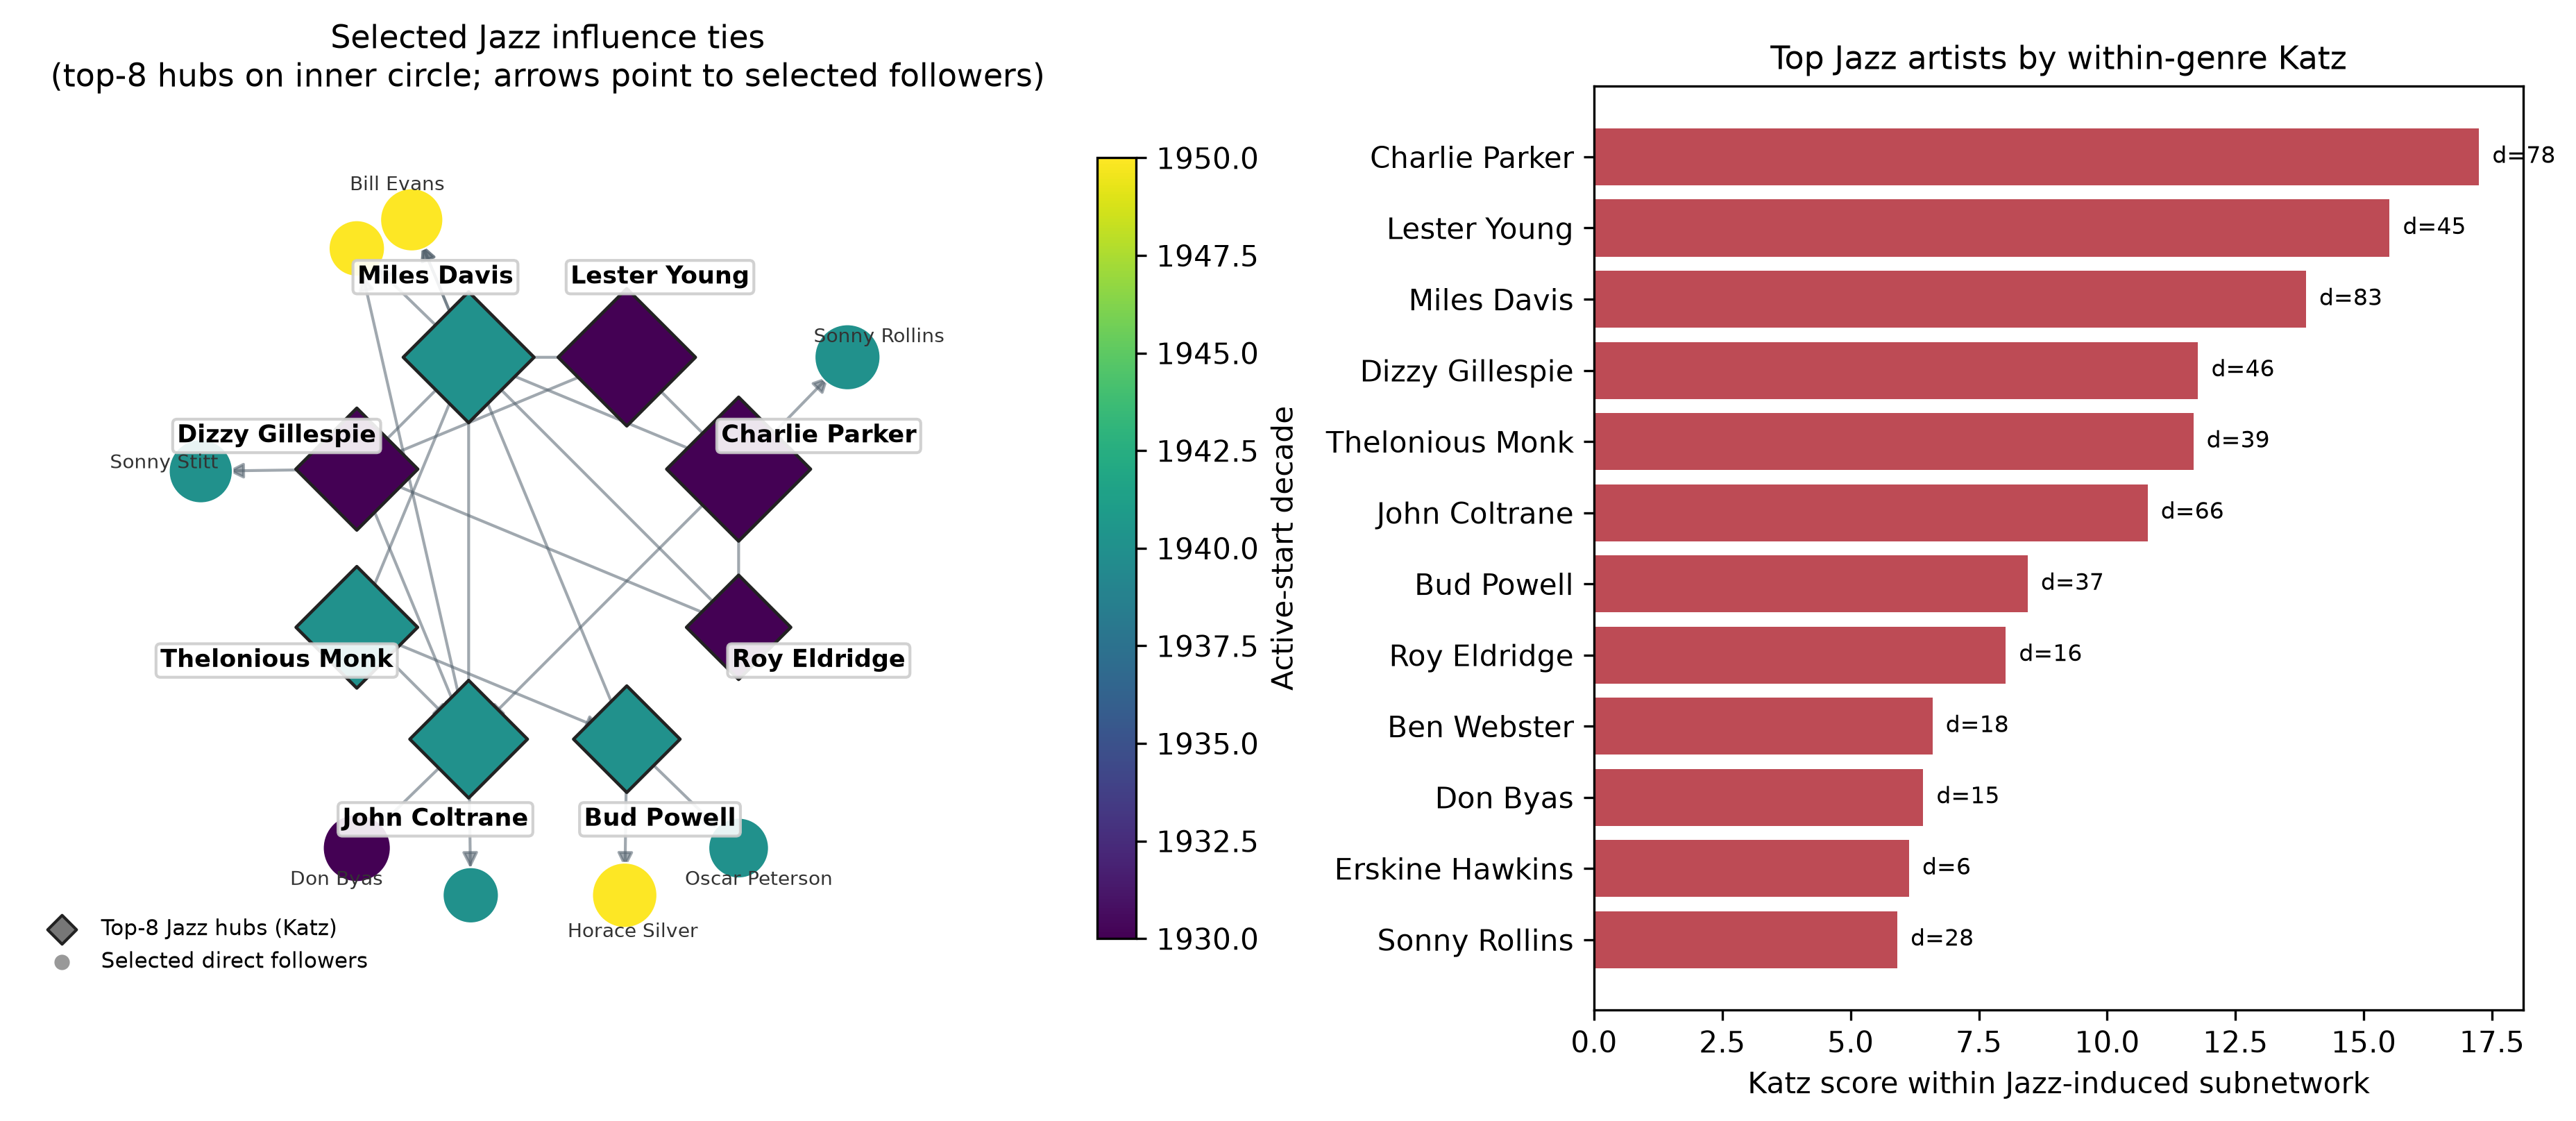 Selected Jazz influence ties
(top-8 hubs on inner circle; arrows point to selected followers)
Bill Evans
Miles Davis
Lester Young
Sonny Rollins
Dizzy Gillespie
Charlie Parker
Sonny Stitt
Thelonious Monk
Roy Eldridge
John Coltrane
Bud Powell
Don Byas
Oscar Peterson
Horace Silver
Top-8 Jazz hubs (Katz)
Selected direct followers
1950.0
1947.5
1945.0
1942.5
1940.0
1937.5
1935.0
1932.5
1930.0
Active-start decade
Top Jazz artists by within-genre Katz
Charlie Parker d=78
Lester Young d=45
Miles Davis d=83
Dizzy Gillespie d=46
Thelonious Monk d=39
John Coltrane d=66
Bud Powell d=37
Roy Eldridge d=16
Ben Webster d=18
Don Byas d=15
Erskine Hawkins d=6
Sonny Rollins d=28
0.0 2.5 5.0 7.5 10.0 12.5 15.0 17.5
Katz score within Jazz-induced subnetwork